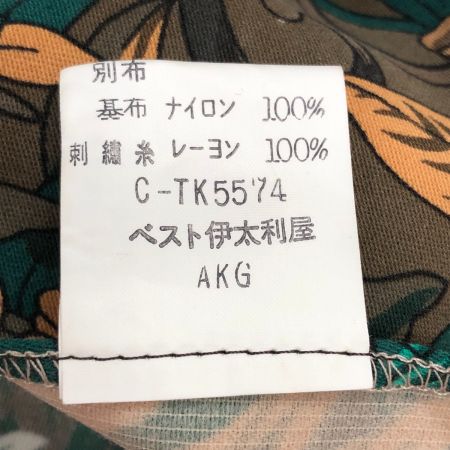 別布
基布 ナイロン 100%
刺繍糸 レーヨン 100%
C-TK5574
ベスト伊太利屋
AKG